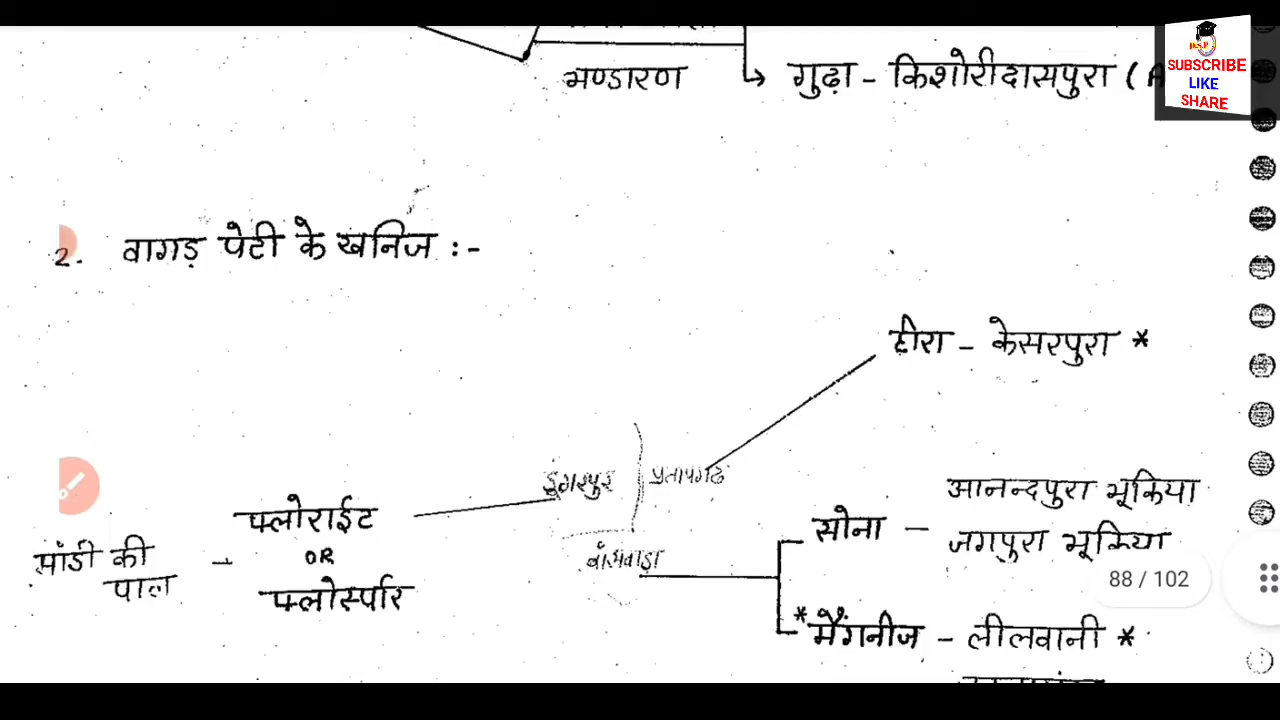 भण्डारण
गुढ़ा - किशोरीदासपुरा (
SUBSCRIBE
LIKE
SHARE
2. वागड़ पेटी के खनिज :-
हीरा - केसरपुरा *
डूंगरपुर
प्रतापगढ
आनन्दपुरा भूकिया
फ्लोराईट
सोना -
जगपुरा भूकिया
मांडो की
पाल
-
OR
बांसवाड़ा
88 / 102
फ्लोर्स्पार
* मैंगनीज - लीलवानी *